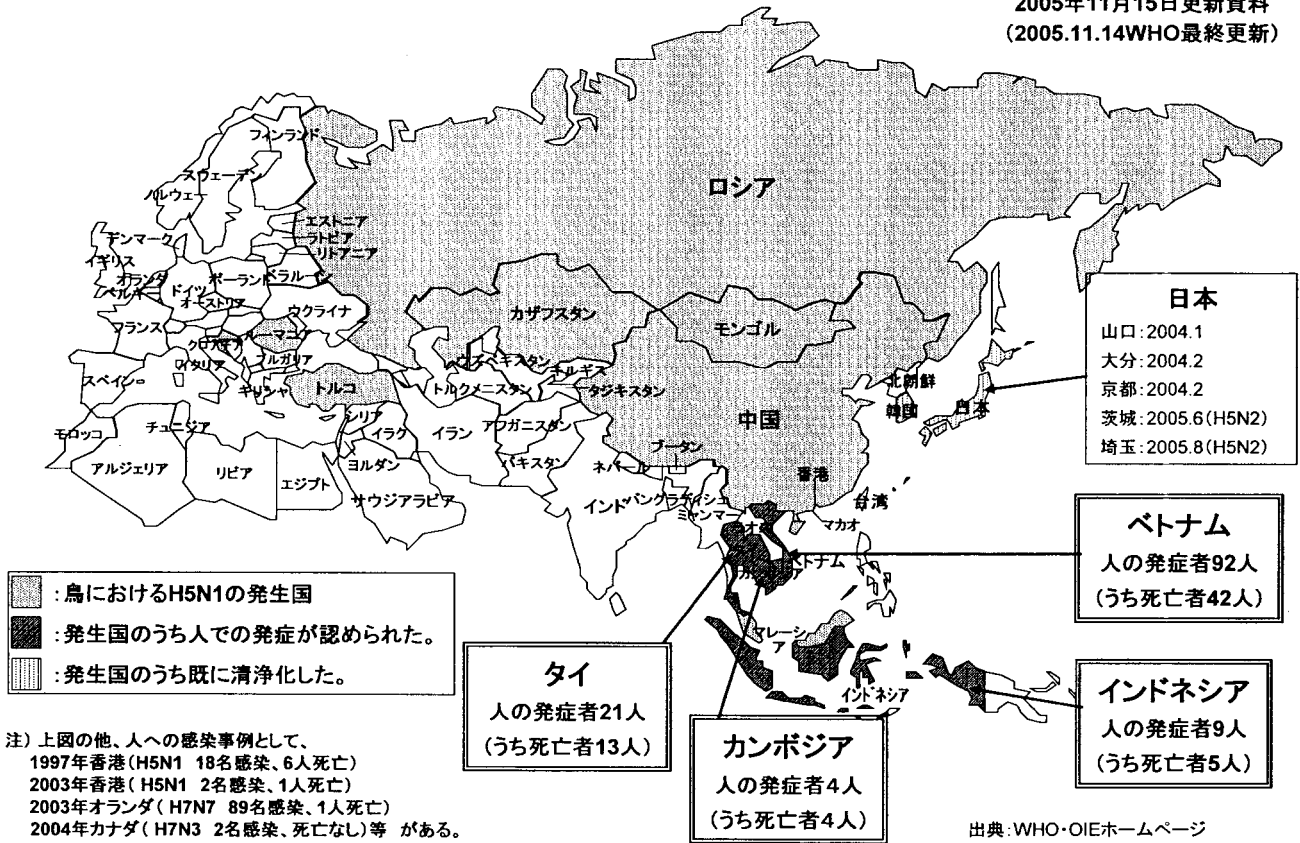 2005年11月15日更新資料
(2005.11.14WHO最終更新)
フィンランド
スウェーデン
ノルウェー
ロシア
エストニア
ラトビア
リトアニア
デンマーク
イギリス
オランダ
ベルギー
ドイツ
ポーランド
ベラルーシ
オーストリア
ウクライナ
フランス
ルーマニア
クロアチア
イタリア
ブルガリア
スペイン
ギリシャ
トルコ
カザフスタン
モンゴル
ウズベキスタン
キルギス
トルクメニスタン
タジキスタン
北朝鮮
韓国
日本
中国
モロッコ
チュニジア
シリア
イラク
イラン
アフガニスタン
アルジェリア
リビア
エジプト
ヨルダン
サウジアラビア
パキスタン
ネパール
ブータン
インド
バングラディシュ
ミャンマー
香港
台湾
マカオ
ラオス
ベトナム
カンボジア
マレーシ
ア
インドネシア
日本
山口:2004.1
大分:2004.2
京都:2004.2
茨城:2005.6(H5N2)
埼玉:2005.8(H5N2)
ベトナム
人の発症者92人
(うち死亡者42人)
:鳥におけるH5N1の発生国
:発生国のうち人での発症が認められた。
:発生国のうち既に清浄化した。
タイ
人の発症者21人
(うち死亡者13人)
カンボジア
人の発症者4人
(うち死亡者4人)
インドネシア
人の発症者9人
(うち死亡者5人)
注) 上図の他、人への感染事例として、
1997年香港(H5N1 18名感染、6人死亡)
2003年香港( H5N1 2名感染、1人死亡)
2003年オランダ( H7N7 89名感染、1人死亡)
2004年カナダ( H7N3 2名感染、死亡なし)等 がある。
出典:WHO・OIEホームページ